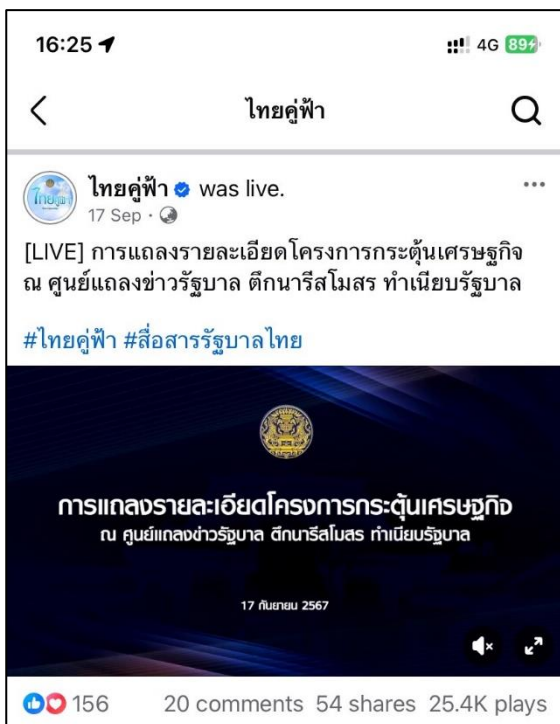 16:25
4G 89
ไทยคู่ฟ้า
ไทยคู่ฟ้า was live.
17 Sep ·
[LIVE] การแถลงรายละเอียดโครงการกระตุ้นเศรษฐกิจ
ณ ศูนย์แถลงข่าวรัฐบาล ตึกนารีสโมสร ทำเนียบรัฐบาล
#ไทยคู่ฟ้า #สื่อสารรัฐบาลไทย
การแถลงรายละเอียดโครงการกระตุ้นเศรษฐกิจ
ณ ศูนย์แถลงข่าวรัฐบาล ตึกนารีสโมสร ทำเนียบรัฐบาล
17 กันยายน 2567
156 20 comments 54 shares 25.4K plays